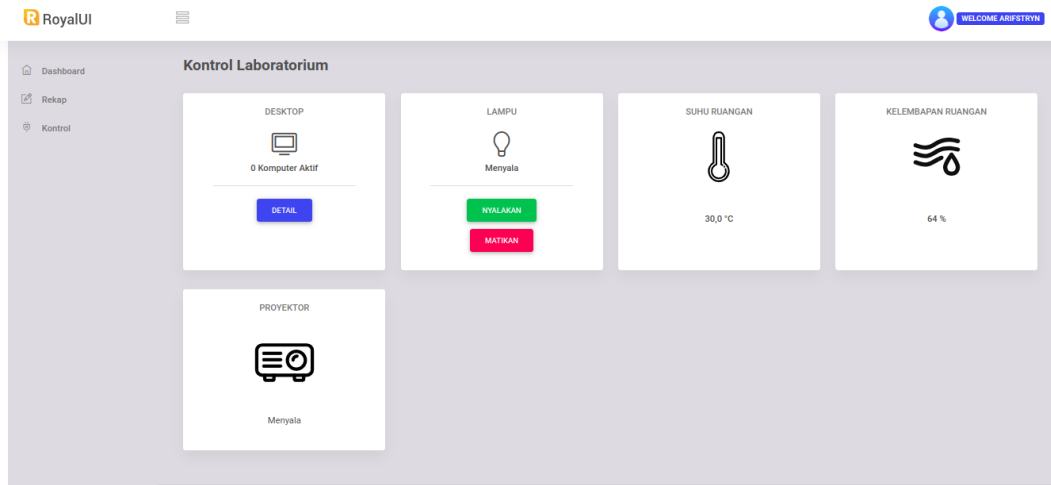 RoyalUI
WELCOME ARIFSTRYN
Dashboard
Rekap
Kontrol
Kontrol Laboratorium
DESKTOP
0 Komputer Aktif
DETAIL
LAMPU
Menyala
NYALAKAN
MATIKAN
SUHU RUANGAN
30,0 °C
KELEMBAPAN RUANGAN
64 %
PROYEKTOR
Menyala